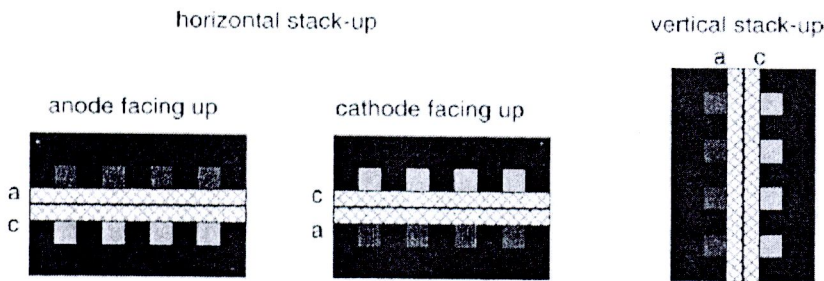 horizontal stack-up
vertical stack-up
a c
anode facing up
cathode facing up
a
c
c
a